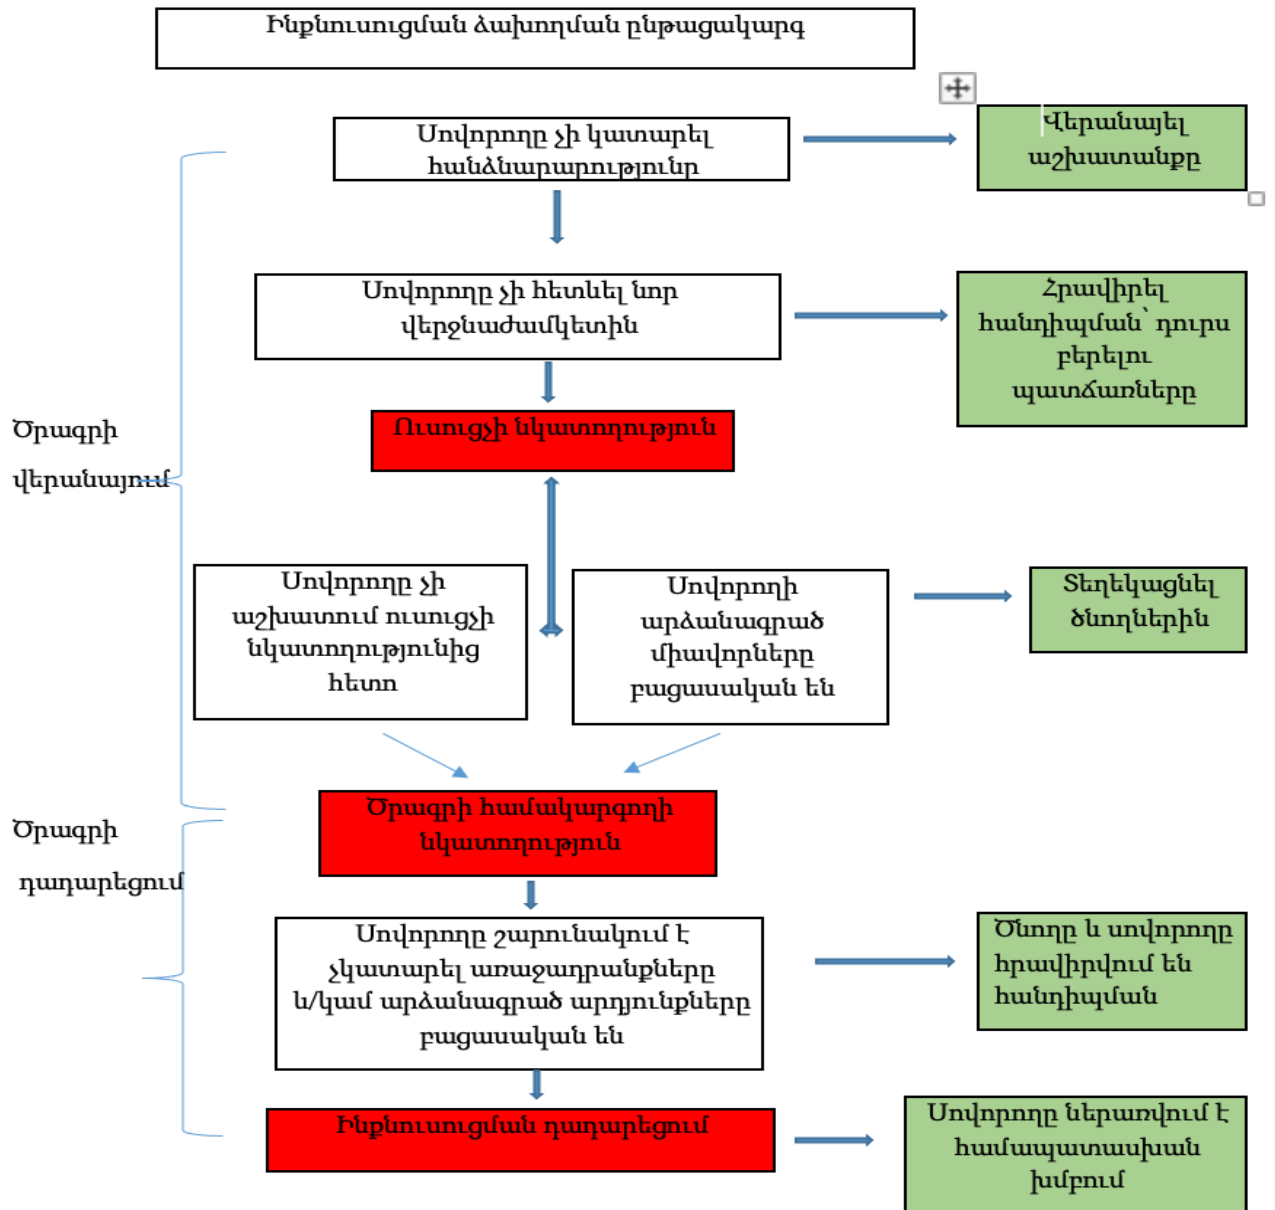 Ինքնուսուցման ձախողման ընթացակարգ
Սովորողը չի կատարել
հանձնարարությունը
Վերանայել
աշխատանքը
Սովորողը չի հետևել նոր
վերջնաժամկետին
Հրավիրել
հանդիպման՝ դուրս
բերելու
պատճառները
Ուսուցչի նկատողություն
Ծրագրի
վերանայում
Սովորողը չի
աշխատում ուսուցչի
նկատողությունից
հետո
Սովորողի
արձանագրած
միավորները
բացասական են
Տեղեկացնել
ծնողներին
Ծրագրի համակարգողի
նկատողություն
Ծրագրի
դադարեցում
Սովորողը շարունակում է
չկատարել առաջադրանքները
և/կամ արձանագրած արդյունքները
բացասական են
Ծնողը և սովորողը
հրավիրվում են
հանդիպման
Ինքնուսուցման դադարեցում
Սովորողը ներառվում է
համապատասխան
խմբում